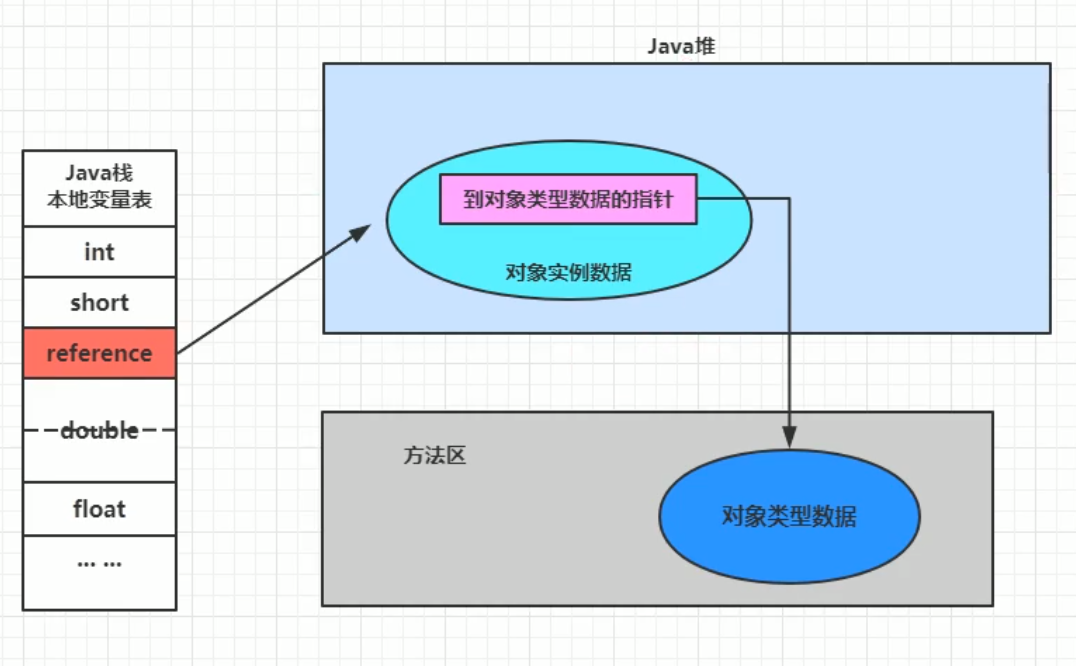 Java堆
Java栈
本地变量表
int
short
reference
double
float
... ...
到对象类型数据的指针
对象实例数据
方法区
对象类型数据